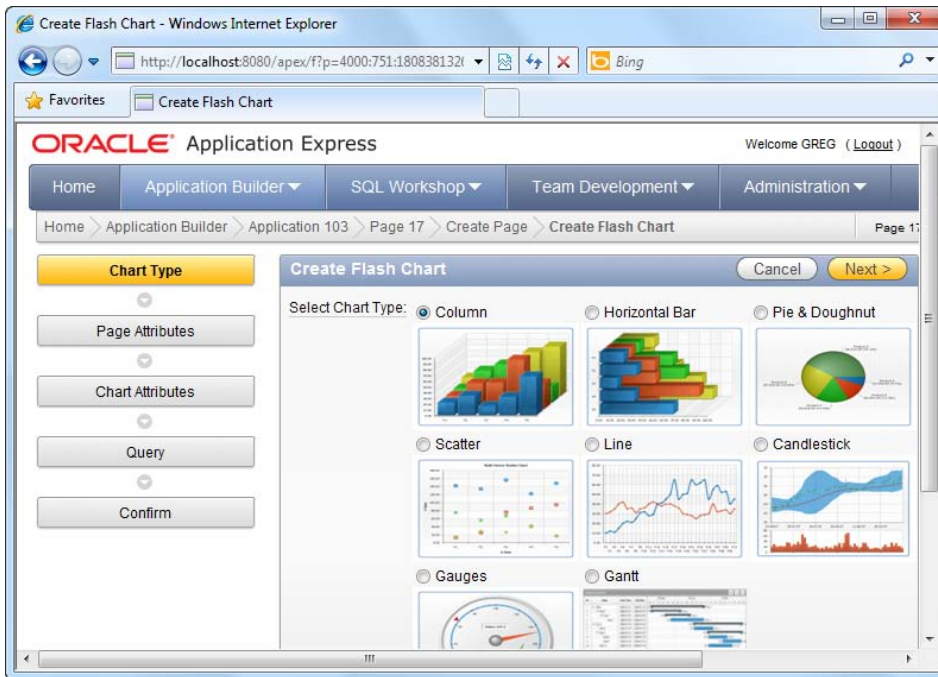 Create Flash Chart - Windows Internet Explorer
http://localhost:8080/apex/f?p=4000:751:180838132
Bing
Favorites
Create Flash Chart
ORACLE Application Express
Welcome GREG ( Logout )
Home
Application Builder
SQL Workshop
Team Development
Administration
Home
Application Builder
Application 103
Page 17
Create Page
Create Flash Chart
Page 17
Chart Type
Page Attributes
Chart Attributes
Query
Confirm
Create Flash Chart
Cancel
Next >
Select Chart Type:
Column
Horizontal Bar
Pie & Doughnut
Scatter
Line
Candlestick
Gauges
Gantt